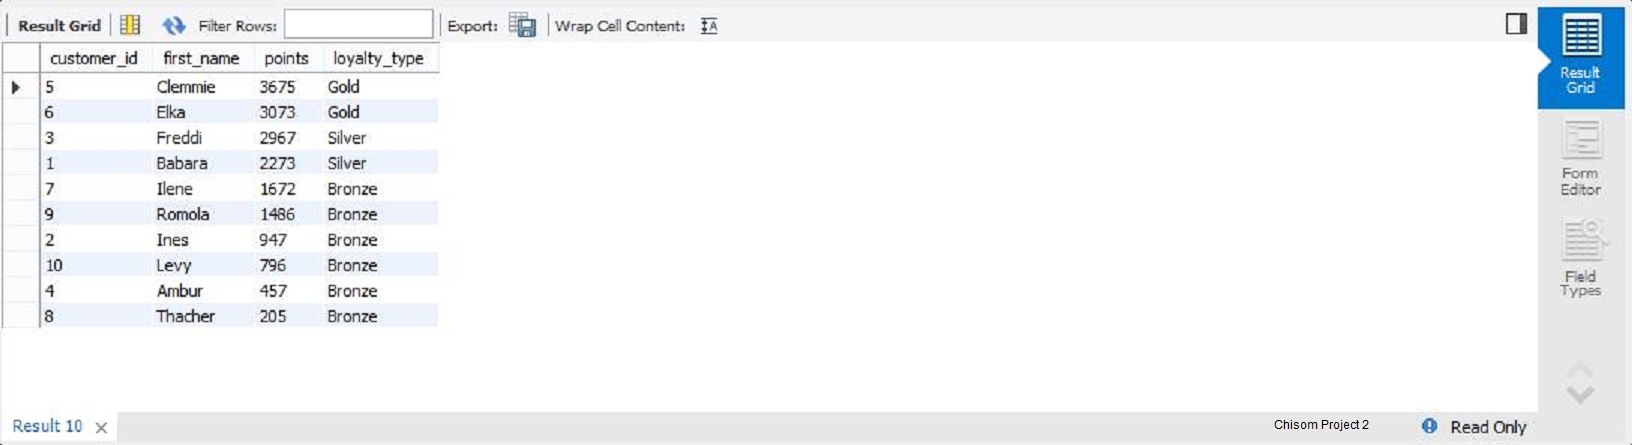 Result Grid Filter Rows: Export: Wrap Cell Content:
customer_id first_name points loyalty_type
5 Clemmie 3675 Gold
6 Elka 3073 Gold
3 Freddi 2967 Silver
1 Babara 2273 Silver
7 Ilene 1672 Bronze
9 Romola 1486 Bronze
2 Ines 947 Bronze
10 Levy 796 Bronze
4 Ambur 457 Bronze
8 Thacher 205 Bronze
Result
Grid
Form
Editor
Field
Types
Result 10 Chisom Project 2 Read Only